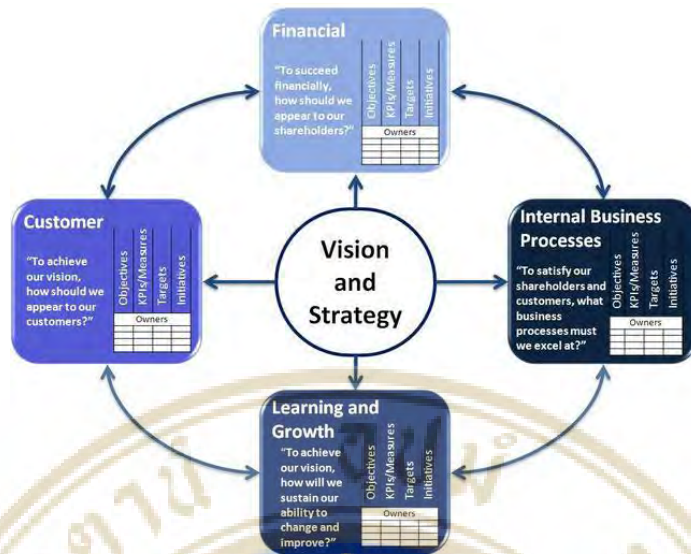 Financial
"To succeed
financially,
how should we
appear to our
shareholders?"
Objectives
KPIs/Measures
Targets
Initiatives
Owners
Customer
"To achieve
our vision,
how should we
appear to our
customers?"
Objectives
KPIs/Measures
Targets
Initiatives
Owners
Vision
and
Strategy
Internal Business
Processes
"To satisfy our
shareholders and
customers, what
business
processes must
we excel at?"
Objectives
KPIs/Measures
Targets
Initiatives
Owners
Learning and
Growth
"To achieve
our vision,
how will we
sustain our
ability to
change and
improve?"
Objectives
KPIs/Measures
Targets
Initiatives
Owners